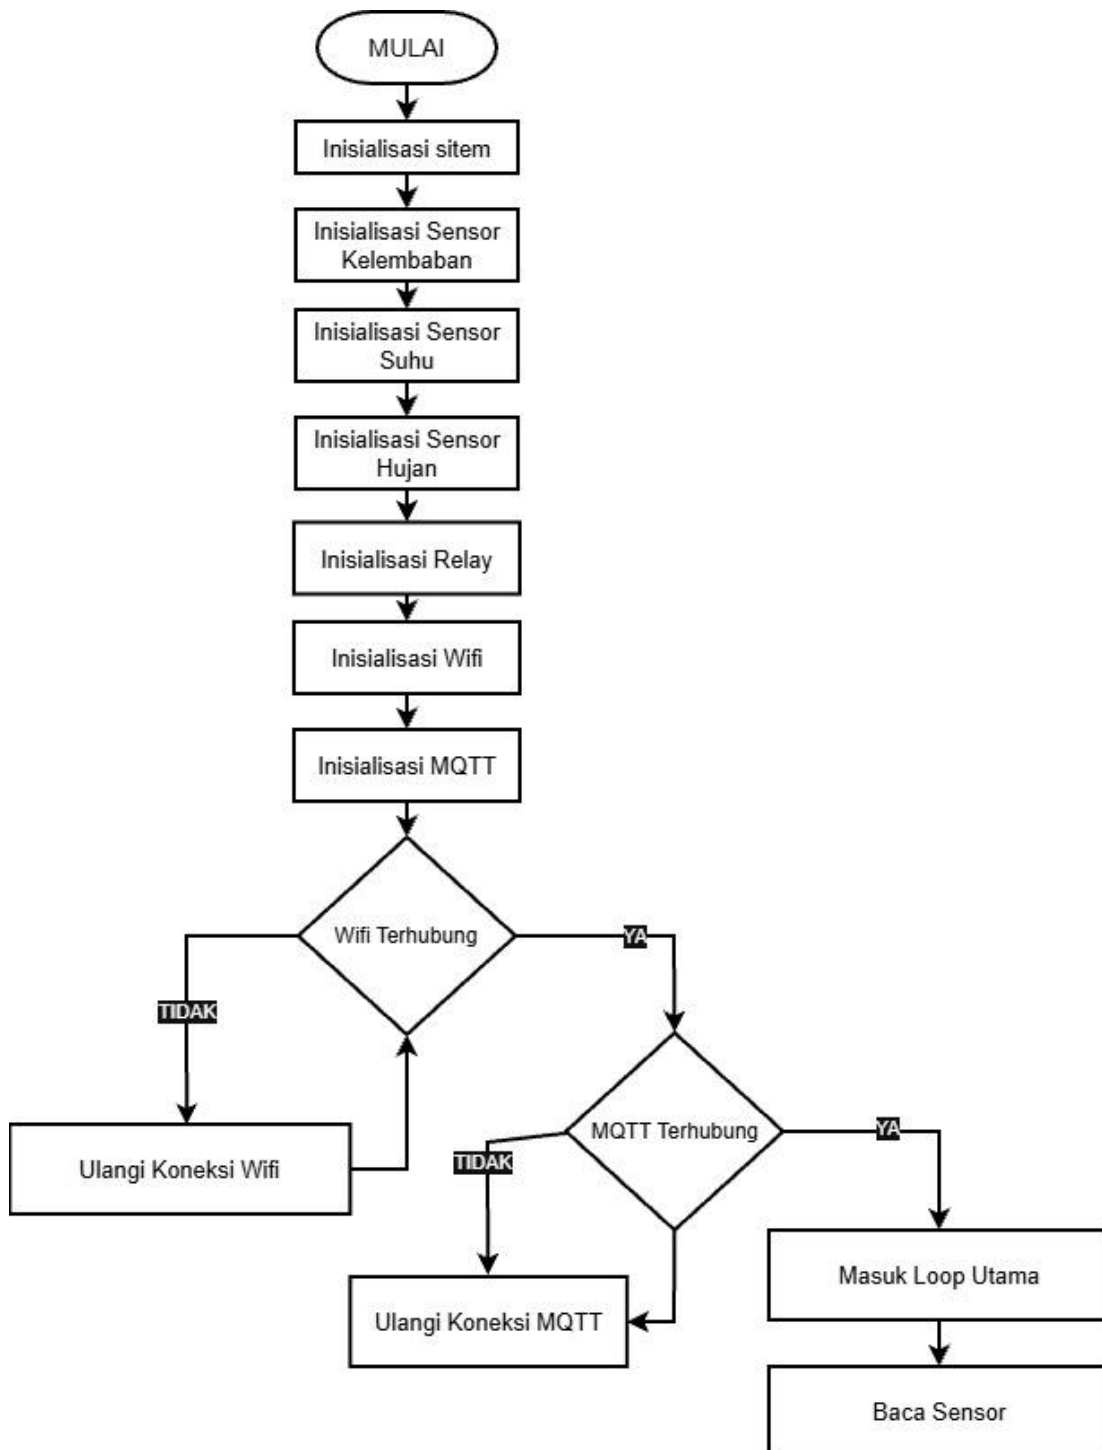 MULAI
Inisialisasi sitem
Inisialisasi Sensor
Kelembaban
Inisialisasi Sensor
Suhu
Inisialisasi Sensor
Hujan
Inisialisasi Relay
Inisialisasi Wifi
Inisialisasi MQTT
Wifi Terhubung
YA
TIDAK
MQTT Terhubung
YA
TIDAK
Ulangi Koneksi Wifi
Masuk Loop Utama
Ulangi Koneksi MQTT
Baca Sensor